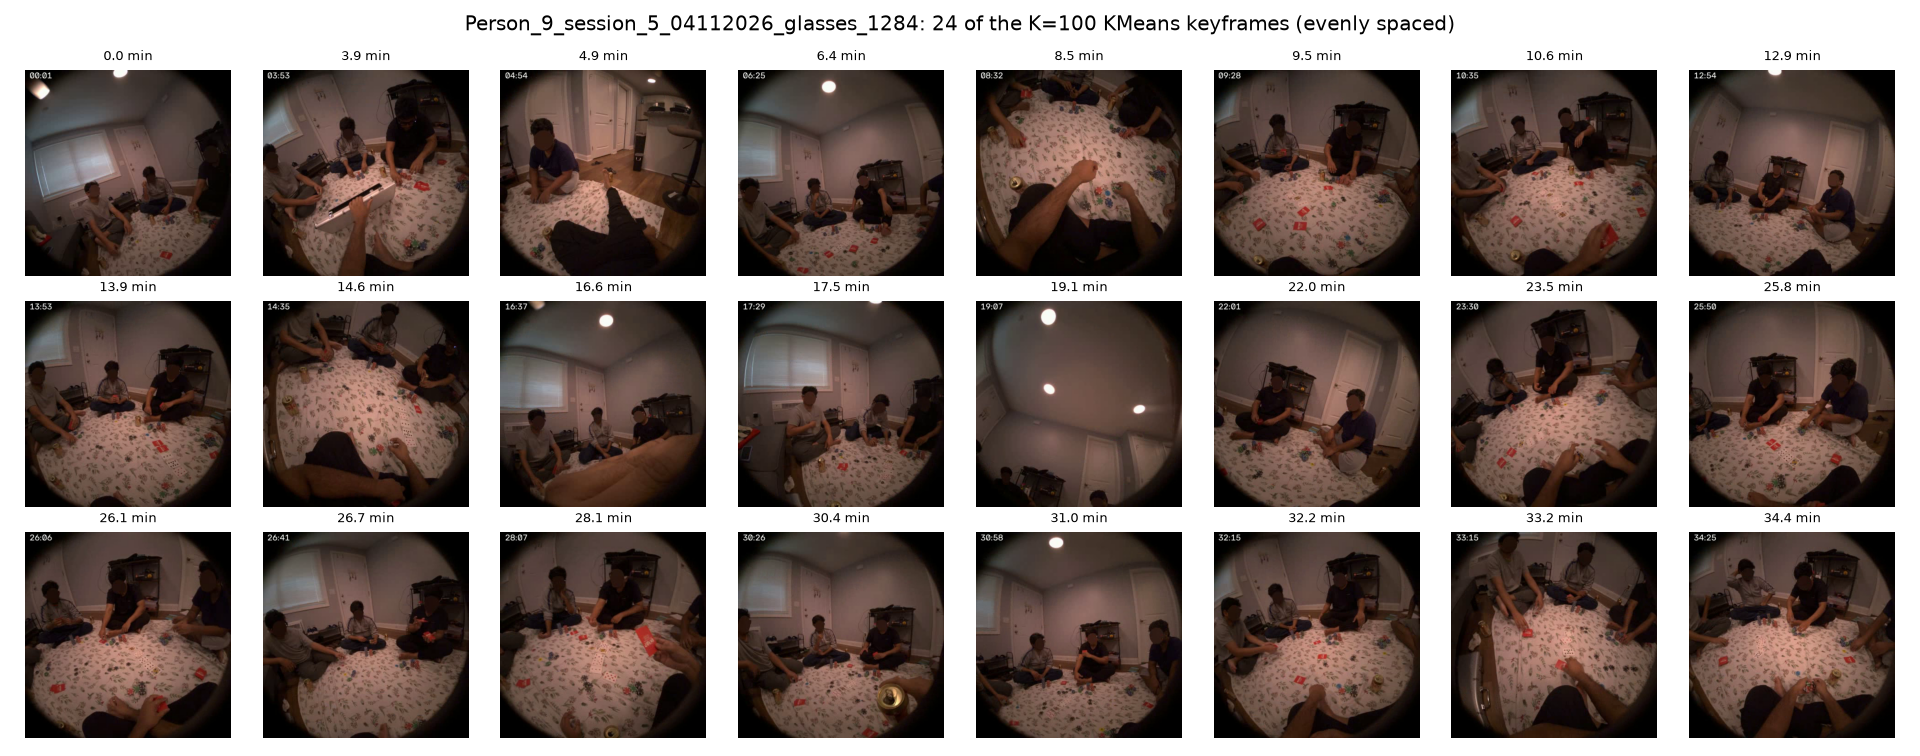 Person_9_session_5_04112026_glasses_1284: 24 of the K=100 KMeans keyframes (evenly spaced)
0.0 min 3.9 min 4.9 min 6.4 min 8.5 min 9.5 min 10.6 min 12.9 min
00:01 03:53 04:54 06:25 08:32 09:28 10:35 12:54
13.9 min 14.6 min 16.6 min 17.5 min 19.1 min 22.0 min 23.5 min 25.8 min
13:53 14:35 16:37 17:29 19:07 22:01 23:30 25:50
26.1 min 26.7 min 28.1 min 30.4 min 31.0 min 32.2 min 33.2 min 34.4 min
26:06 26:41 28:07 30:26 30:58 32:15 33:15 34:25